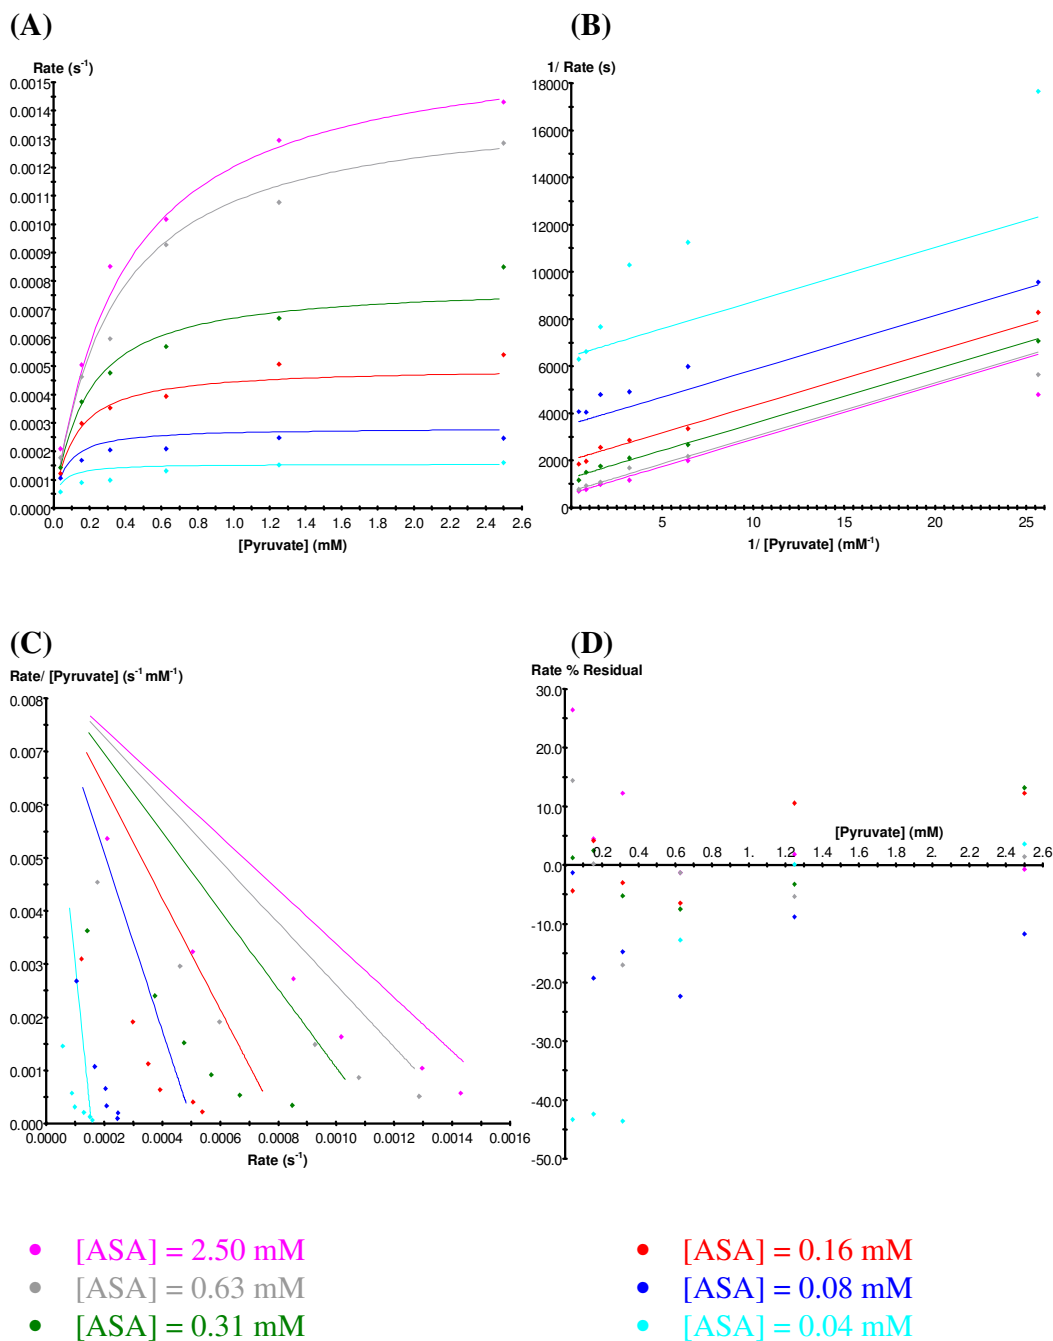 (A)
Rate (s⁻¹)
0.0015
0.0014
0.0013
0.0012
0.0011
0.0010
0.0009
0.0008
0.0007
0.0006
0.0005
0.0004
0.0003
0.0002
0.0001
0.0000
0.0 0.2 0.4 0.6 0.8 1.0 1.2 1.4 1.6 1.8 2.0 2.2 2.4 2.6
[Pyruvate] (mM)
(B)
1/ Rate (s)
18000
16000
14000
12000
10000
8000
6000
4000
2000
0
5 10 15 20 25
1/ [Pyruvate] (mM⁻¹)
(C)
Rate/ [Pyruvate] (s⁻¹ mM⁻¹)
0.008
0.007
0.006
0.005
0.004
0.003
0.002
0.001
0.000
0.0000 0.0002 0.0004 0.0006 0.0008 0.0010 0.0012 0.0014 0.0016
Rate (s⁻¹)
(D)
Rate % Residual
30.0
20.0
10.0
[Pyruvate] (mM)
0.2 0.4 0.6 0.8 1.0 1.2 1.4 1.6 1.8 2.0 2.2 2.4 2.6
0.0
-10.0
-20.0
-30.0
-40.0
-50.0
[ASA] = 2.50 mM
[ASA] = 0.63 mM
[ASA] = 0.31 mM
[ASA] = 0.16 mM
[ASA] = 0.08 mM
[ASA] = 0.04 mM